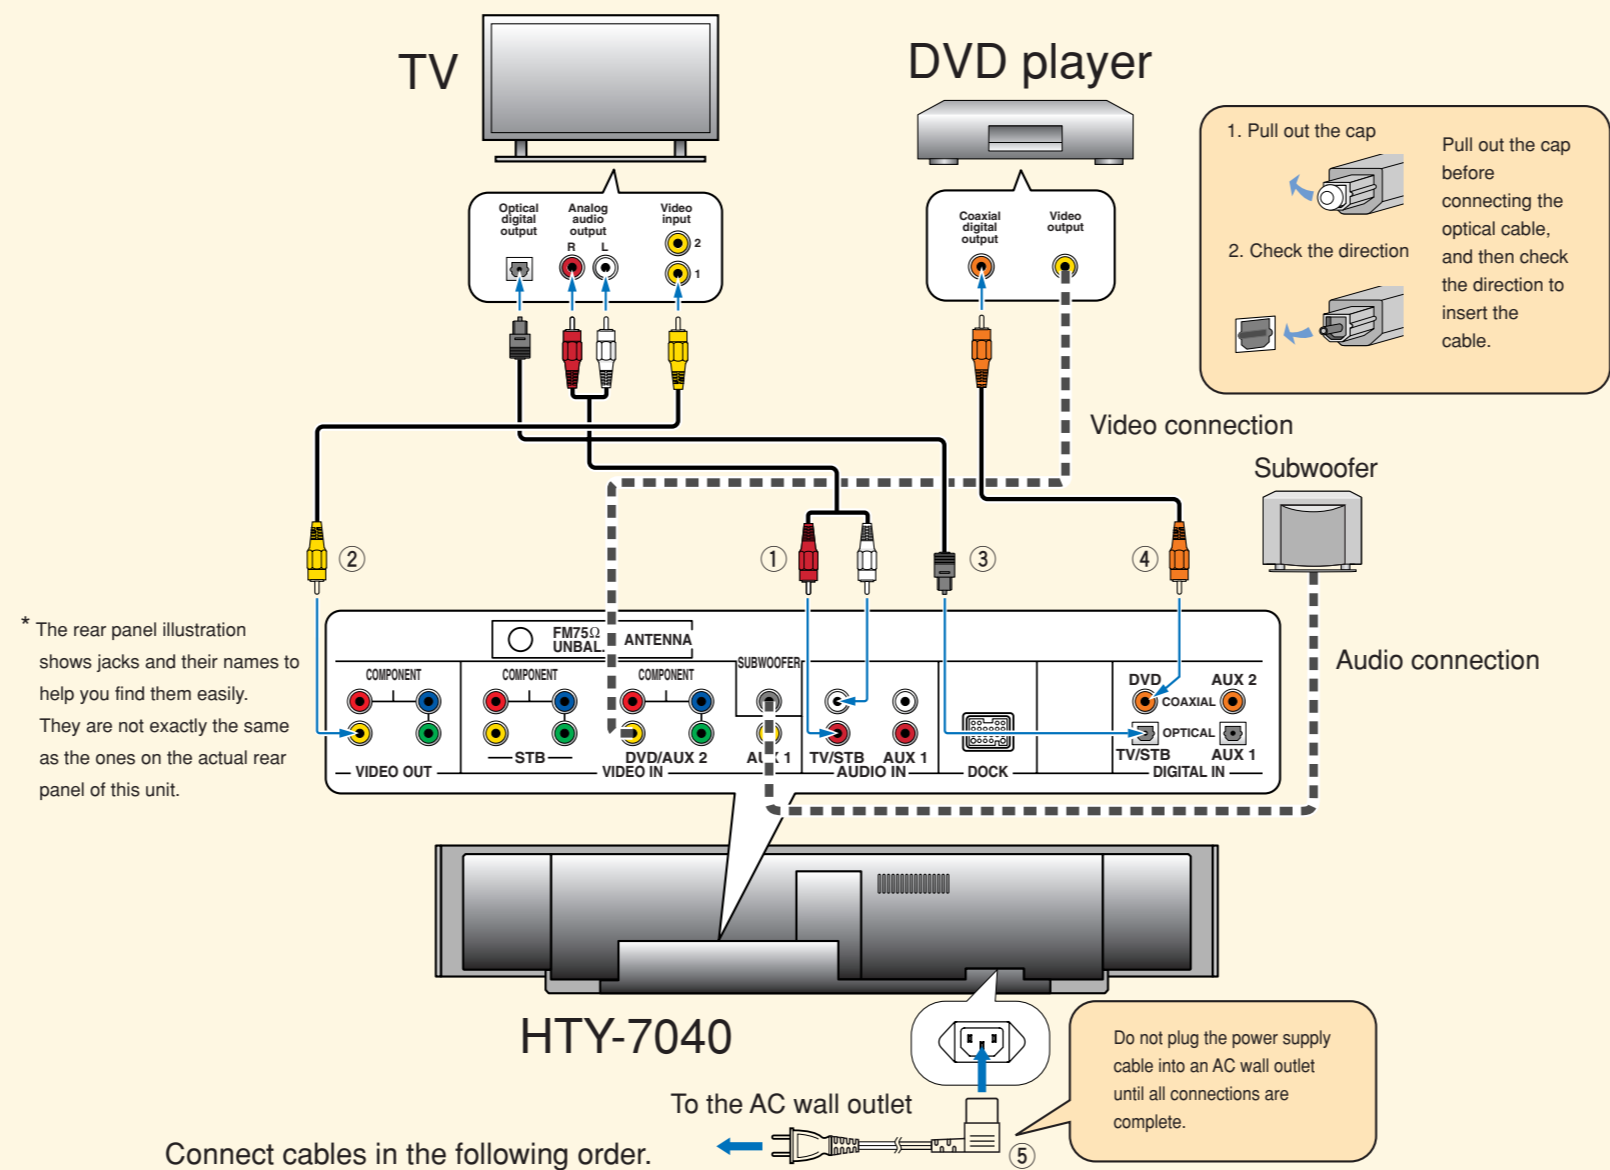 TV
DVD player
Optical
digital
output
Analog
audio
output
R L
Video
input
2
1
Coaxial
digital
output
Video
output
1. Pull out the cap
2. Check the direction
Pull out the cap
before
connecting the
optical cable,
and then check
the direction to
insert the
cable.
Video connection
Subwoofer
②
①
③
④
* The rear panel illustration
shows jacks and their names to
help you find them easily.
They are not exactly the same
as the ones on the actual rear
panel of this unit.
FM75Ω
UNBAL.
ANTENNA
COMPONENT
COMPONENT
COMPONENT
SUBWOOFER
DVD
AUX 2
COAXIAL
OPTICAL
STB
DVD/AUX 2
AUX 1
TV/STB
AUX 1
TV/STB
AUX 1
VIDEO OUT
VIDEO IN
AUDIO IN
DOCK
DIGITAL IN
Audio connection
HTY-7040
Do not plug the power supply
cable into an AC wall outlet
until all connections are
complete.
To the AC wall outlet
⑤
Connect cables in the following order.